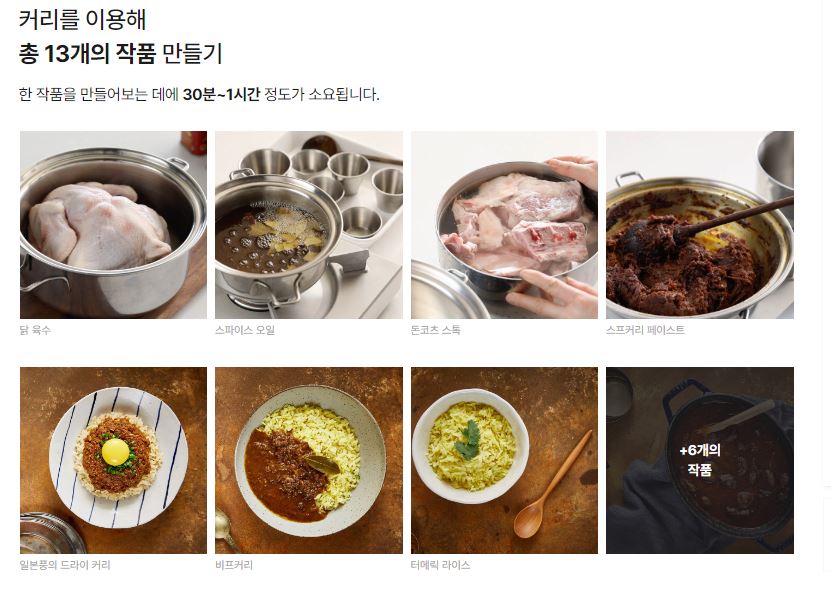 커리를 이용해
총 13개의 작품 만들기
한 작품을 만들어보는 데에 30분~1시간 정도가 소요됩니다.
닭 육수
스파이스 오일
돈코츠 스톡
스프커리 페이스트
일본풍의 드라이 커리
비프커리
터메릭 라이스
+6개의
작품